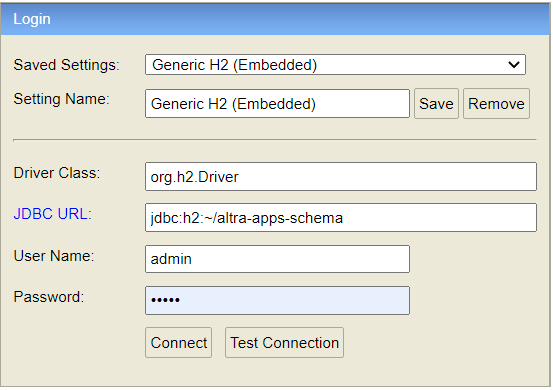 Login
Saved Settings: Generic H2 (Embedded)
Setting Name: Generic H2 (Embedded) Save Remove
Driver Class: org.h2.Driver
JDBC URL: jdbc:h2:~/altra-apps-schema
User Name: admin
Password: •••••
Connect Test Connection